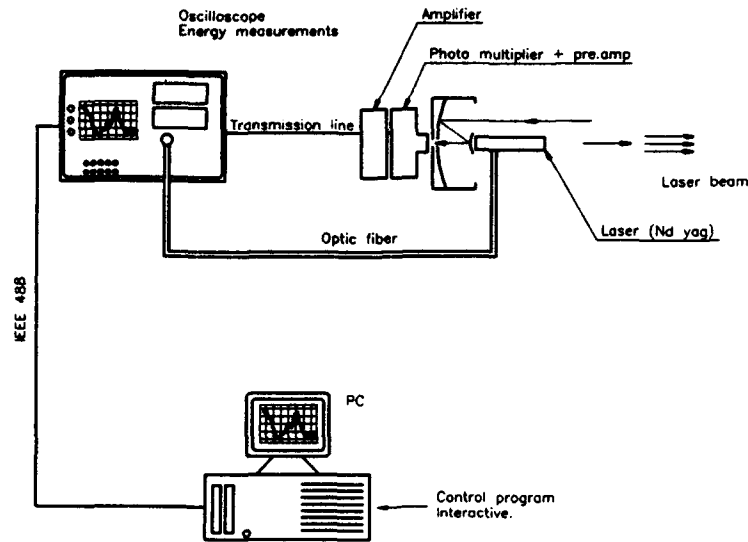 Oscilloscope
Energy measurements
Amplifier
Photo multiplier + pre.amp
Transmission line
Laser beam
Laser (Nd yag)
Optic fiber
IEEE 488
PC
Control program
Interactive.